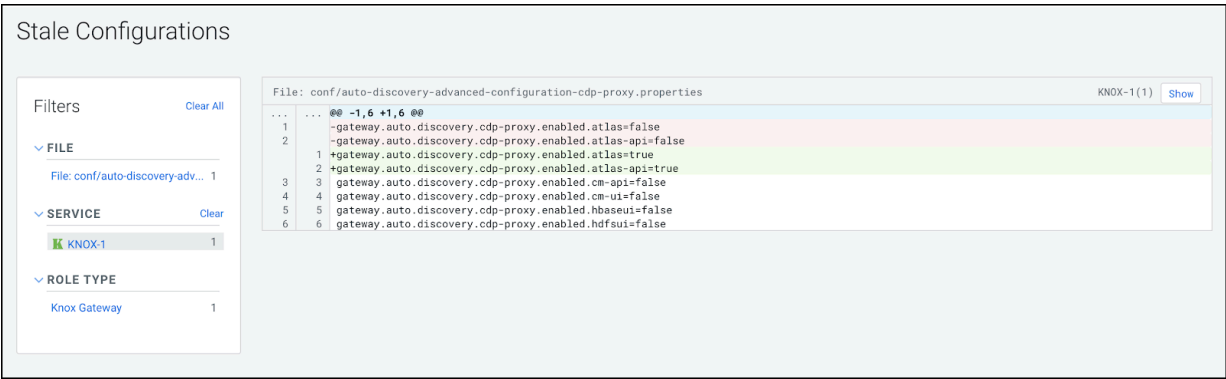 Stale Configurations
Filters Clear All
FILE
File: conf/auto-discovery-adv... 1
SERVICE Clear
KNOX-1 1
ROLE TYPE
Knox Gateway 1
File: conf/auto-discovery-advanced-configuration-cdp-proxy.properties KNOX-1(1) Show
... ... @@ -1,6 +1,6 @@
1 -gateway.auto.discovery.cdp-proxy.enabled.atlas=false
2 -gateway.auto.discovery.cdp-proxy.enabled.atlas-api=false
1 +gateway.auto.discovery.cdp-proxy.enabled.atlas=true
2 +gateway.auto.discovery.cdp-proxy.enabled.atlas-api=true
3 3 gateway.auto.discovery.cdp-proxy.enabled.cm-api=false
4 4 gateway.auto.discovery.cdp-proxy.enabled.cm-ui=false
5 5 gateway.auto.discovery.cdp-proxy.enabled.hbaseui=false
6 6 gateway.auto.discovery.cdp-proxy.enabled.hdfsui=false